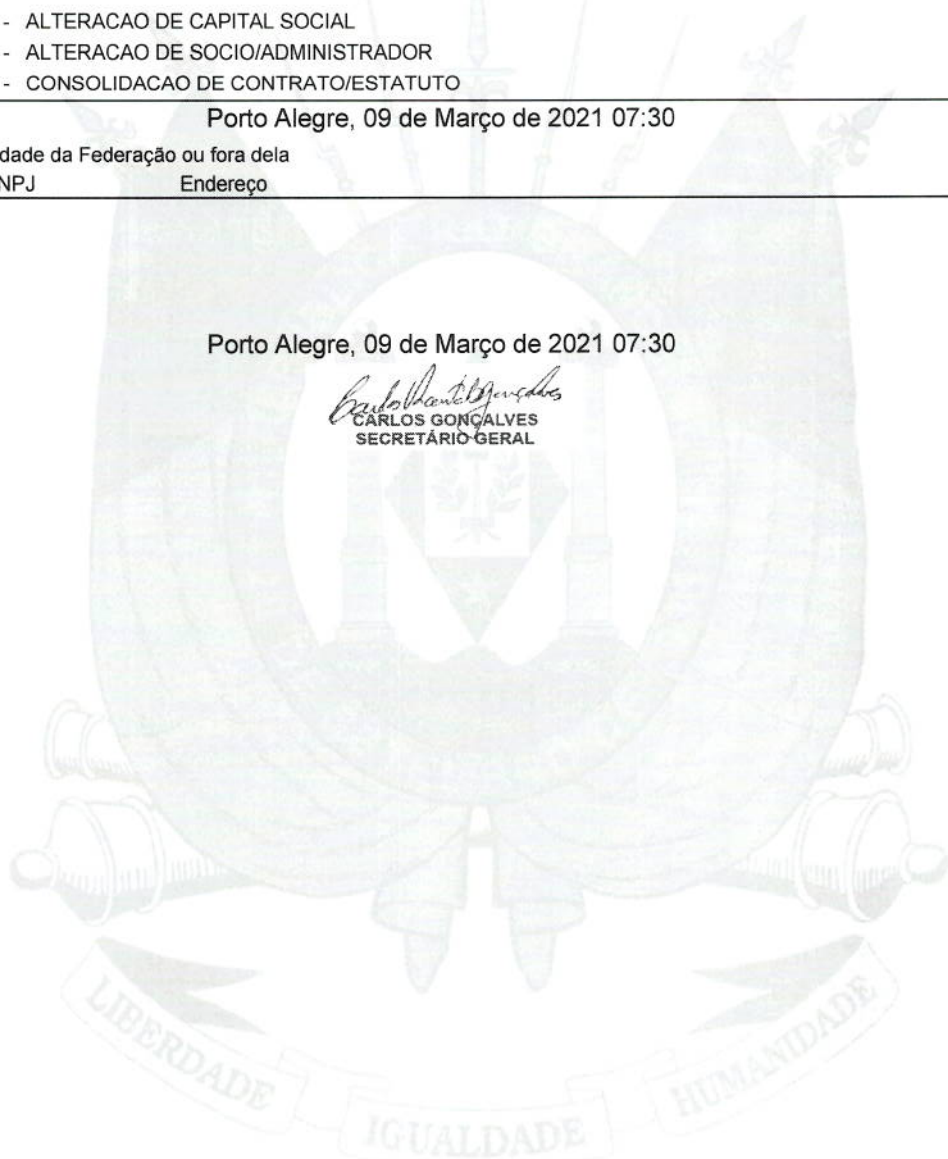 - ALTERACAO DE CAPITAL SOCIAL
- ALTERACAO DE SOCIO/ADMINISTRADOR
- CONSOLIDACAO DE CONTRATO/ESTATUTO
Porto Alegre, 09 de Março de 2021 07:30
dade da Federação ou fora dela
NPJ Endereço
Porto Alegre, 09 de Março de 2021 07:30
CARLOS GONÇALVES
SECRETÁRIO GERAL
LIBERDADE
IGUALDADE
HUMANIDADE